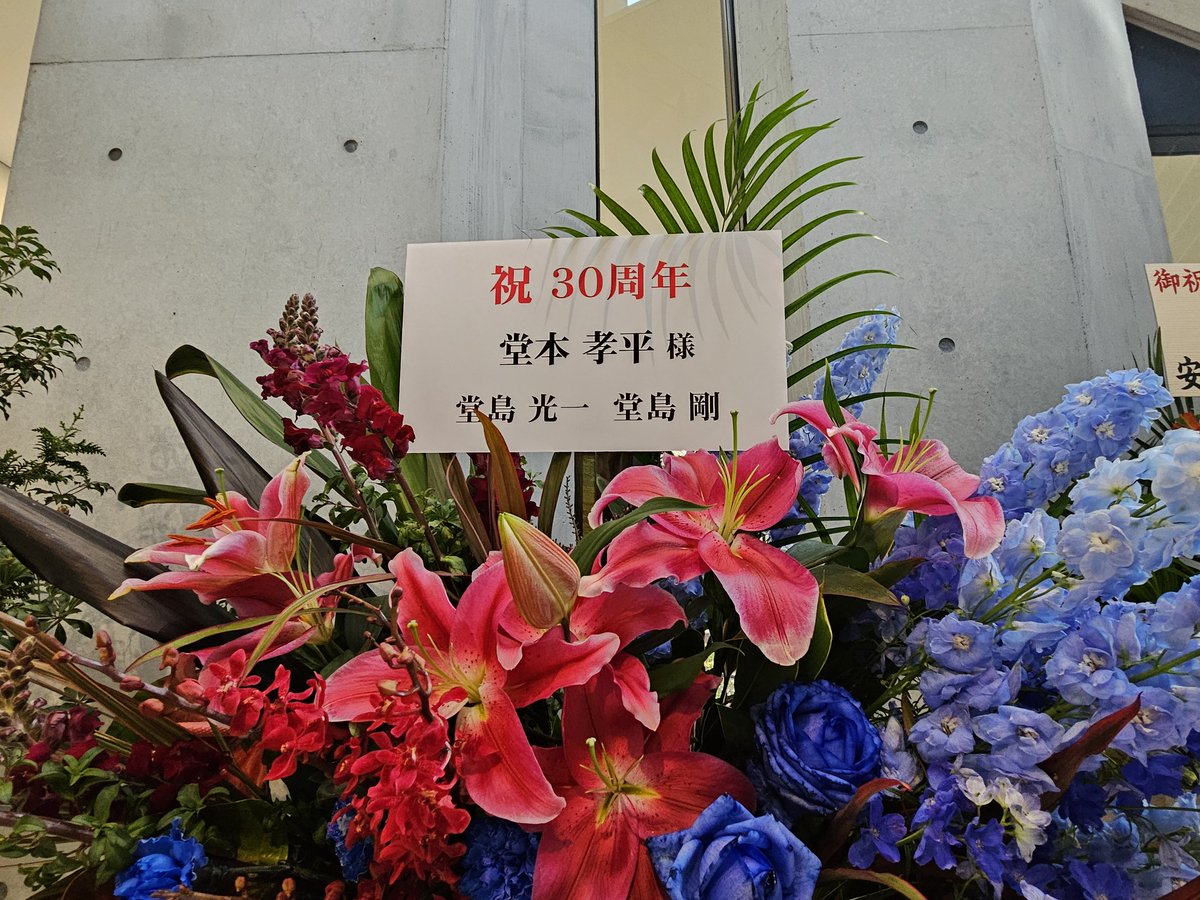 祝 30周年
堂本 孝平 様
堂島 光一 堂島 剛
御祝
安